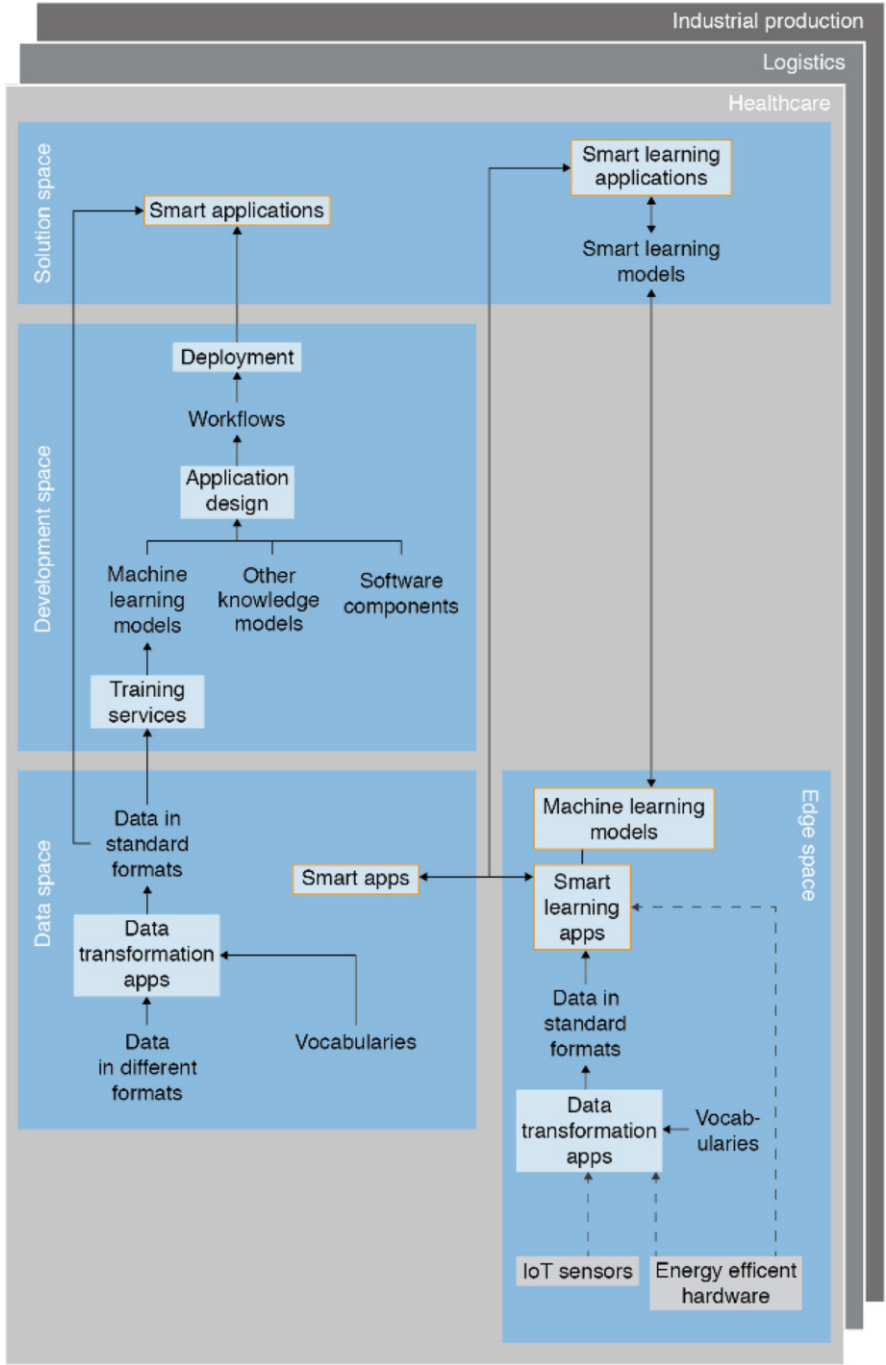 Industrial production
Logistics
Healthcare
Solution space
Smart applications
Smart learning
applications
Smart learning
models
Development space
Deployment
Workflows
Application
design
Machine
learning
models
Other
knowledge
models
Software
components
Training
services
Data space
Data in
standard
formats
Smart apps
Data
transformation
apps
Data
in different
formats
Vocabularies
Edge space
Machine learning
models
Smart
learning
apps
Data in
standard
formats
Data
transformation
apps
Vocab-
ularies
IoT sensors
Energy efficent
hardware